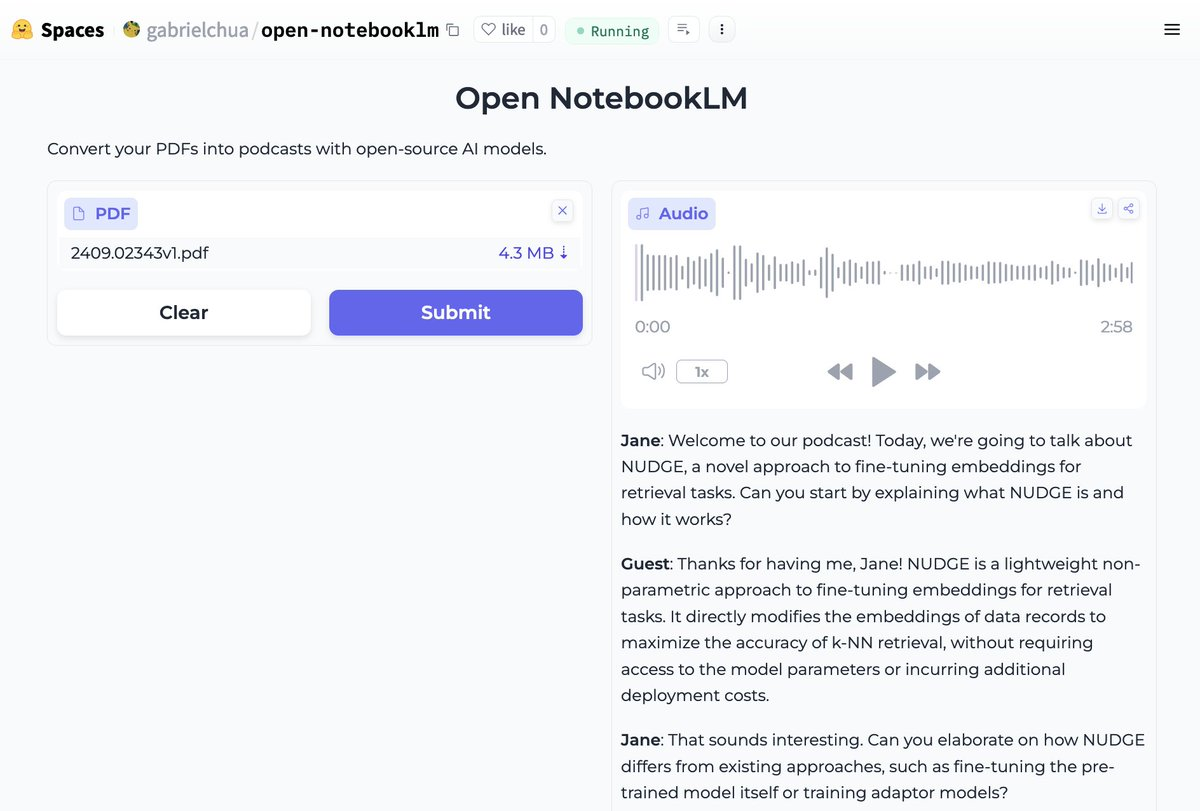 Spaces gabrielchua/open-notebooklm like 0 Running
Open NotebookLM
Convert your PDFs into podcasts with open-source AI models.
PDF
2409.02343v1.pdf 4.3 MB ↓
Clear Submit
Audio
0:00 2:58
1x
Jane: Welcome to our podcast! Today, we're going to talk about
NUDGE, a novel approach to fine-tuning embeddings for
retrieval tasks. Can you start by explaining what NUDGE is and
how it works?
Guest: Thanks for having me, Jane! NUDGE is a lightweight non-
parametric approach to fine-tuning embeddings for retrieval
tasks. It directly modifies the embeddings of data records to
maximize the accuracy of k-NN retrieval, without requiring
access to the model parameters or incurring additional
deployment costs.
Jane: That sounds interesting. Can you elaborate on how NUDGE
differs from existing approaches, such as fine-tuning the pre-
trained model itself or training adaptor models?